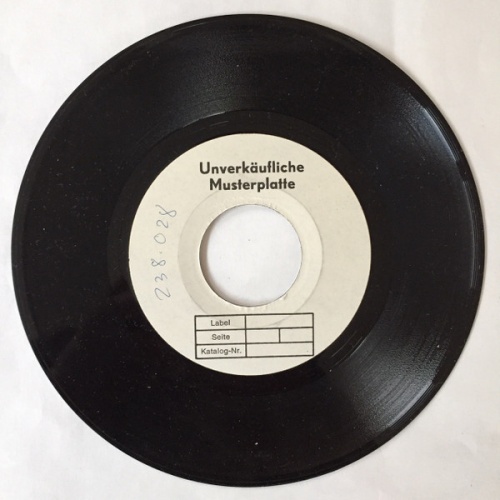 Unverkäufliche
Musterplatte
238.028
Label
Seite
Katalog-Nr.